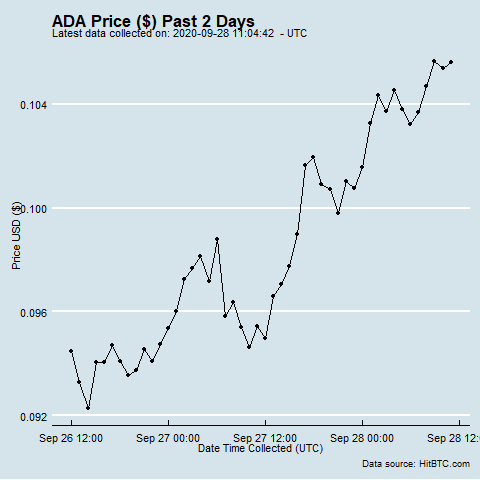 ADA Price ($) Past 2 Days
Latest data collected on: 2020-09-28 11:04:42  - UTC
Price USD ($)
0.104
0.100
0.096
0.092
Sep 26 12:00 Sep 27 00:00 Sep 27 12:00 Sep 28 00:00 Sep 28 12:
Date Time Collected (UTC)
Data source: HitBTC.com